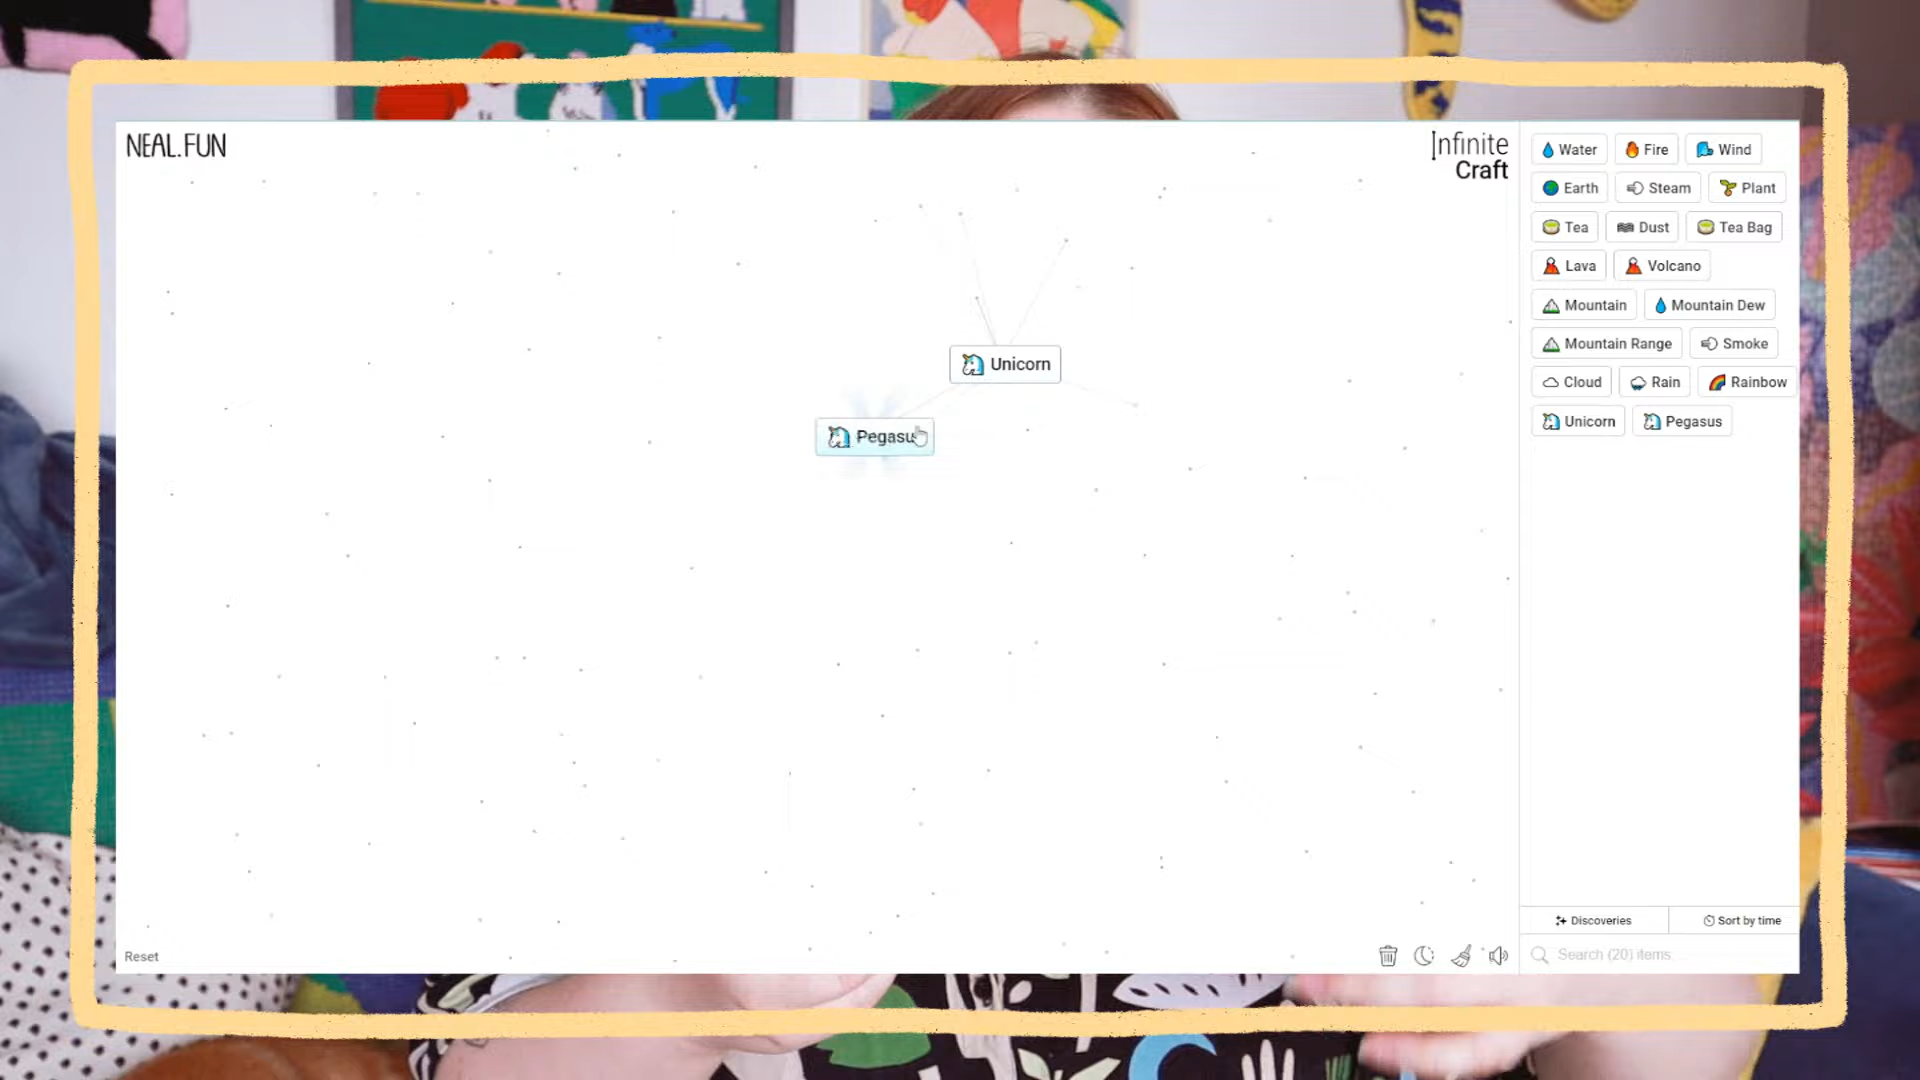 NEAL.FUN
Infinite
Craft
Unicorn
Pegasu
Water Fire Wind
Earth Steam Plant
Tea Dust Tea Bag
Lava Volcano
Mountain Mountain Dew
Mountain Range Smoke
Cloud Rain Rainbow
Unicorn Pegasus
Discoveries Sort by time
Search (20) items...
Reset